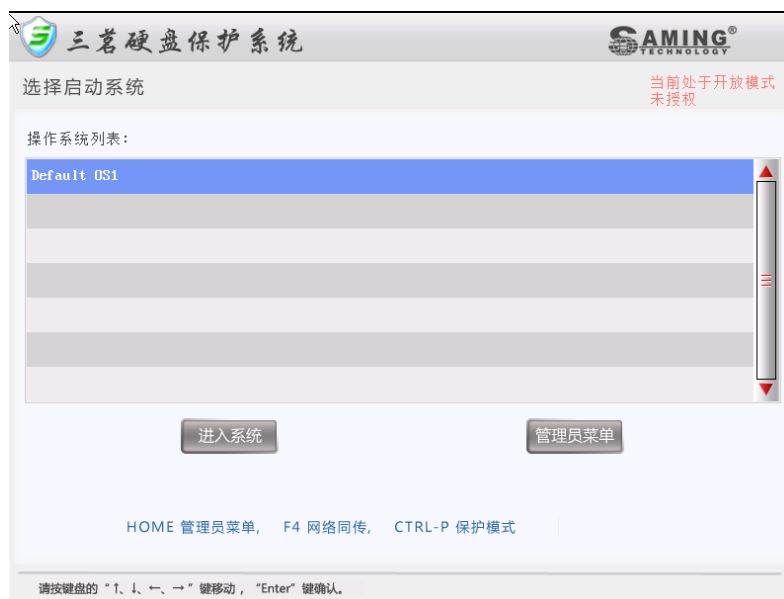 三茗硬盘保护系统
SAMING®
TECHNOLOGY
选择启动系统
当前处于开放模式
未授权
操作系统列表：
Default OS1
进入系统
管理员菜单
HOME 管理员菜单, F4 网络同传, CTRL-P 保护模式
请按键盘的“↑、↓、←、→”键移动，“Enter”键确认。